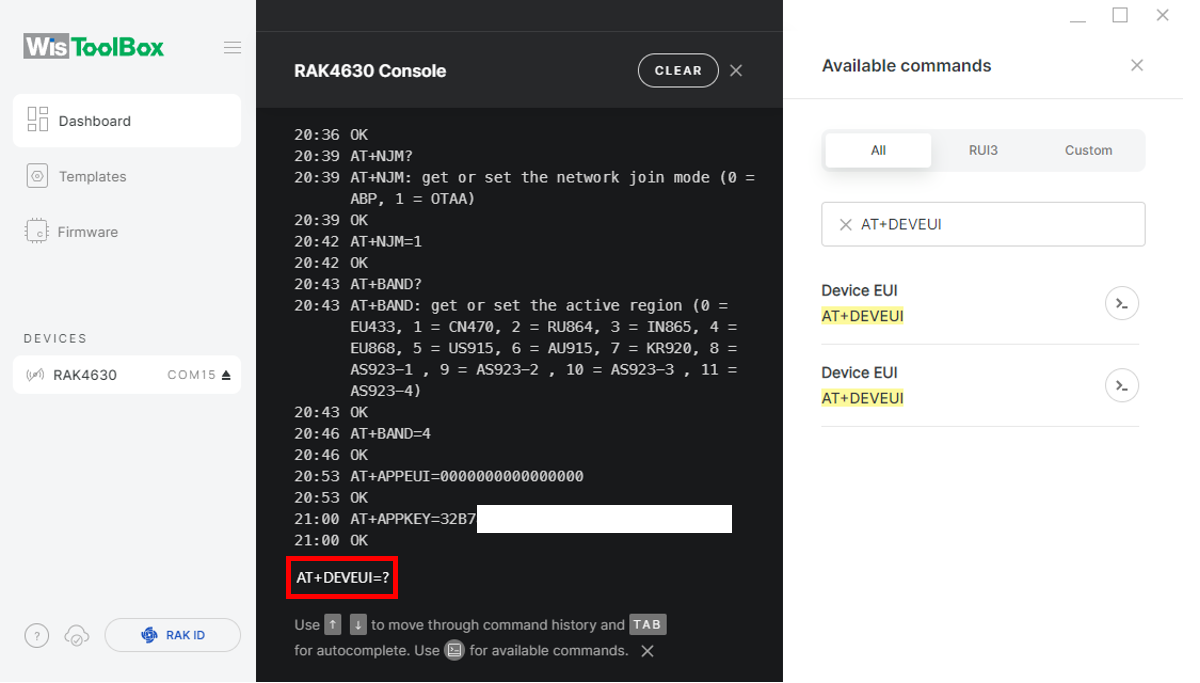 WisToolBox
Dashboard
Templates
Firmware
DEVICES
RAK4630 COM15
?
RAK ID
RAK4630 Console
CLEAR
20:36 OK
20:39 AT+NJM?
20:39 AT+NJM: get or set the network join mode (0 =
ABP, 1 = OTAA)
20:39 OK
20:42 AT+NJM=1
20:42 OK
20:43 AT+BAND?
20:43 AT+BAND: get or set the active region (0 =
EU433, 1 = CN470, 2 = RU864, 3 = IN865, 4 =
EU868, 5 = US915, 6 = AU915, 7 = KR920, 8 =
AS923-1 , 9 = AS923-2 , 10 = AS923-3 , 11 =
AS923-4)
20:43 OK
20:46 AT+BAND=4
20:46 OK
20:53 AT+APPEUI=0000000000000000
20:53 OK
21:00 AT+APPKEY=32B7
21:00 OK
AT+DEVEUI=?
Use ↑ ↓ to move through command history and TAB
for autocomplete. Use for available commands.
Available commands
All RUI3 Custom
AT+DEVEUI
Device EUI
AT+DEVEUI
Device EUI
AT+DEVEUI